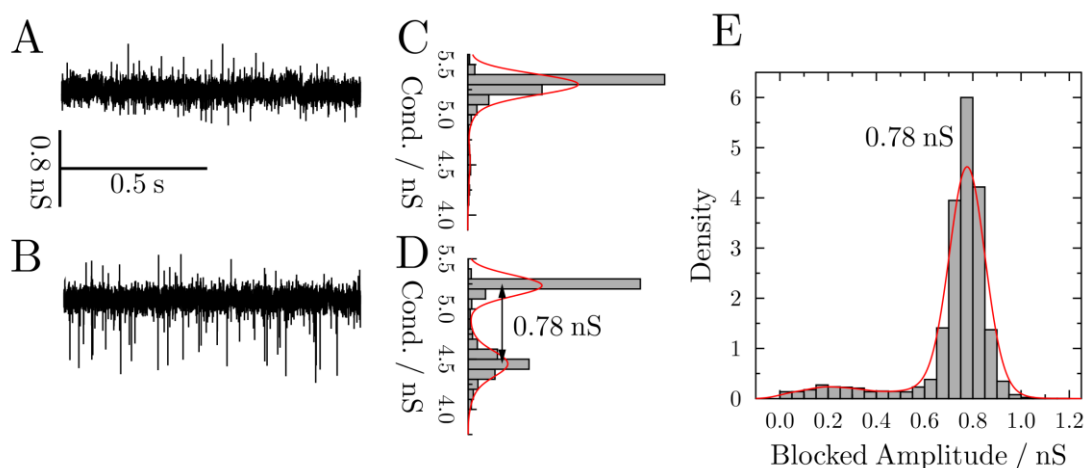 A
0.8 nS
0.5 s
B
C
5.5
5.0
4.5
4.0
Cond. / nS
D
5.5
5.0
4.5
4.0
Cond. / nS
0.78 nS
E
0.78 nS
6
5
4
3
2
1
0
Density
0.0 0.2 0.4 0.6 0.8 1.0 1.2
Blocked Amplitude / nS